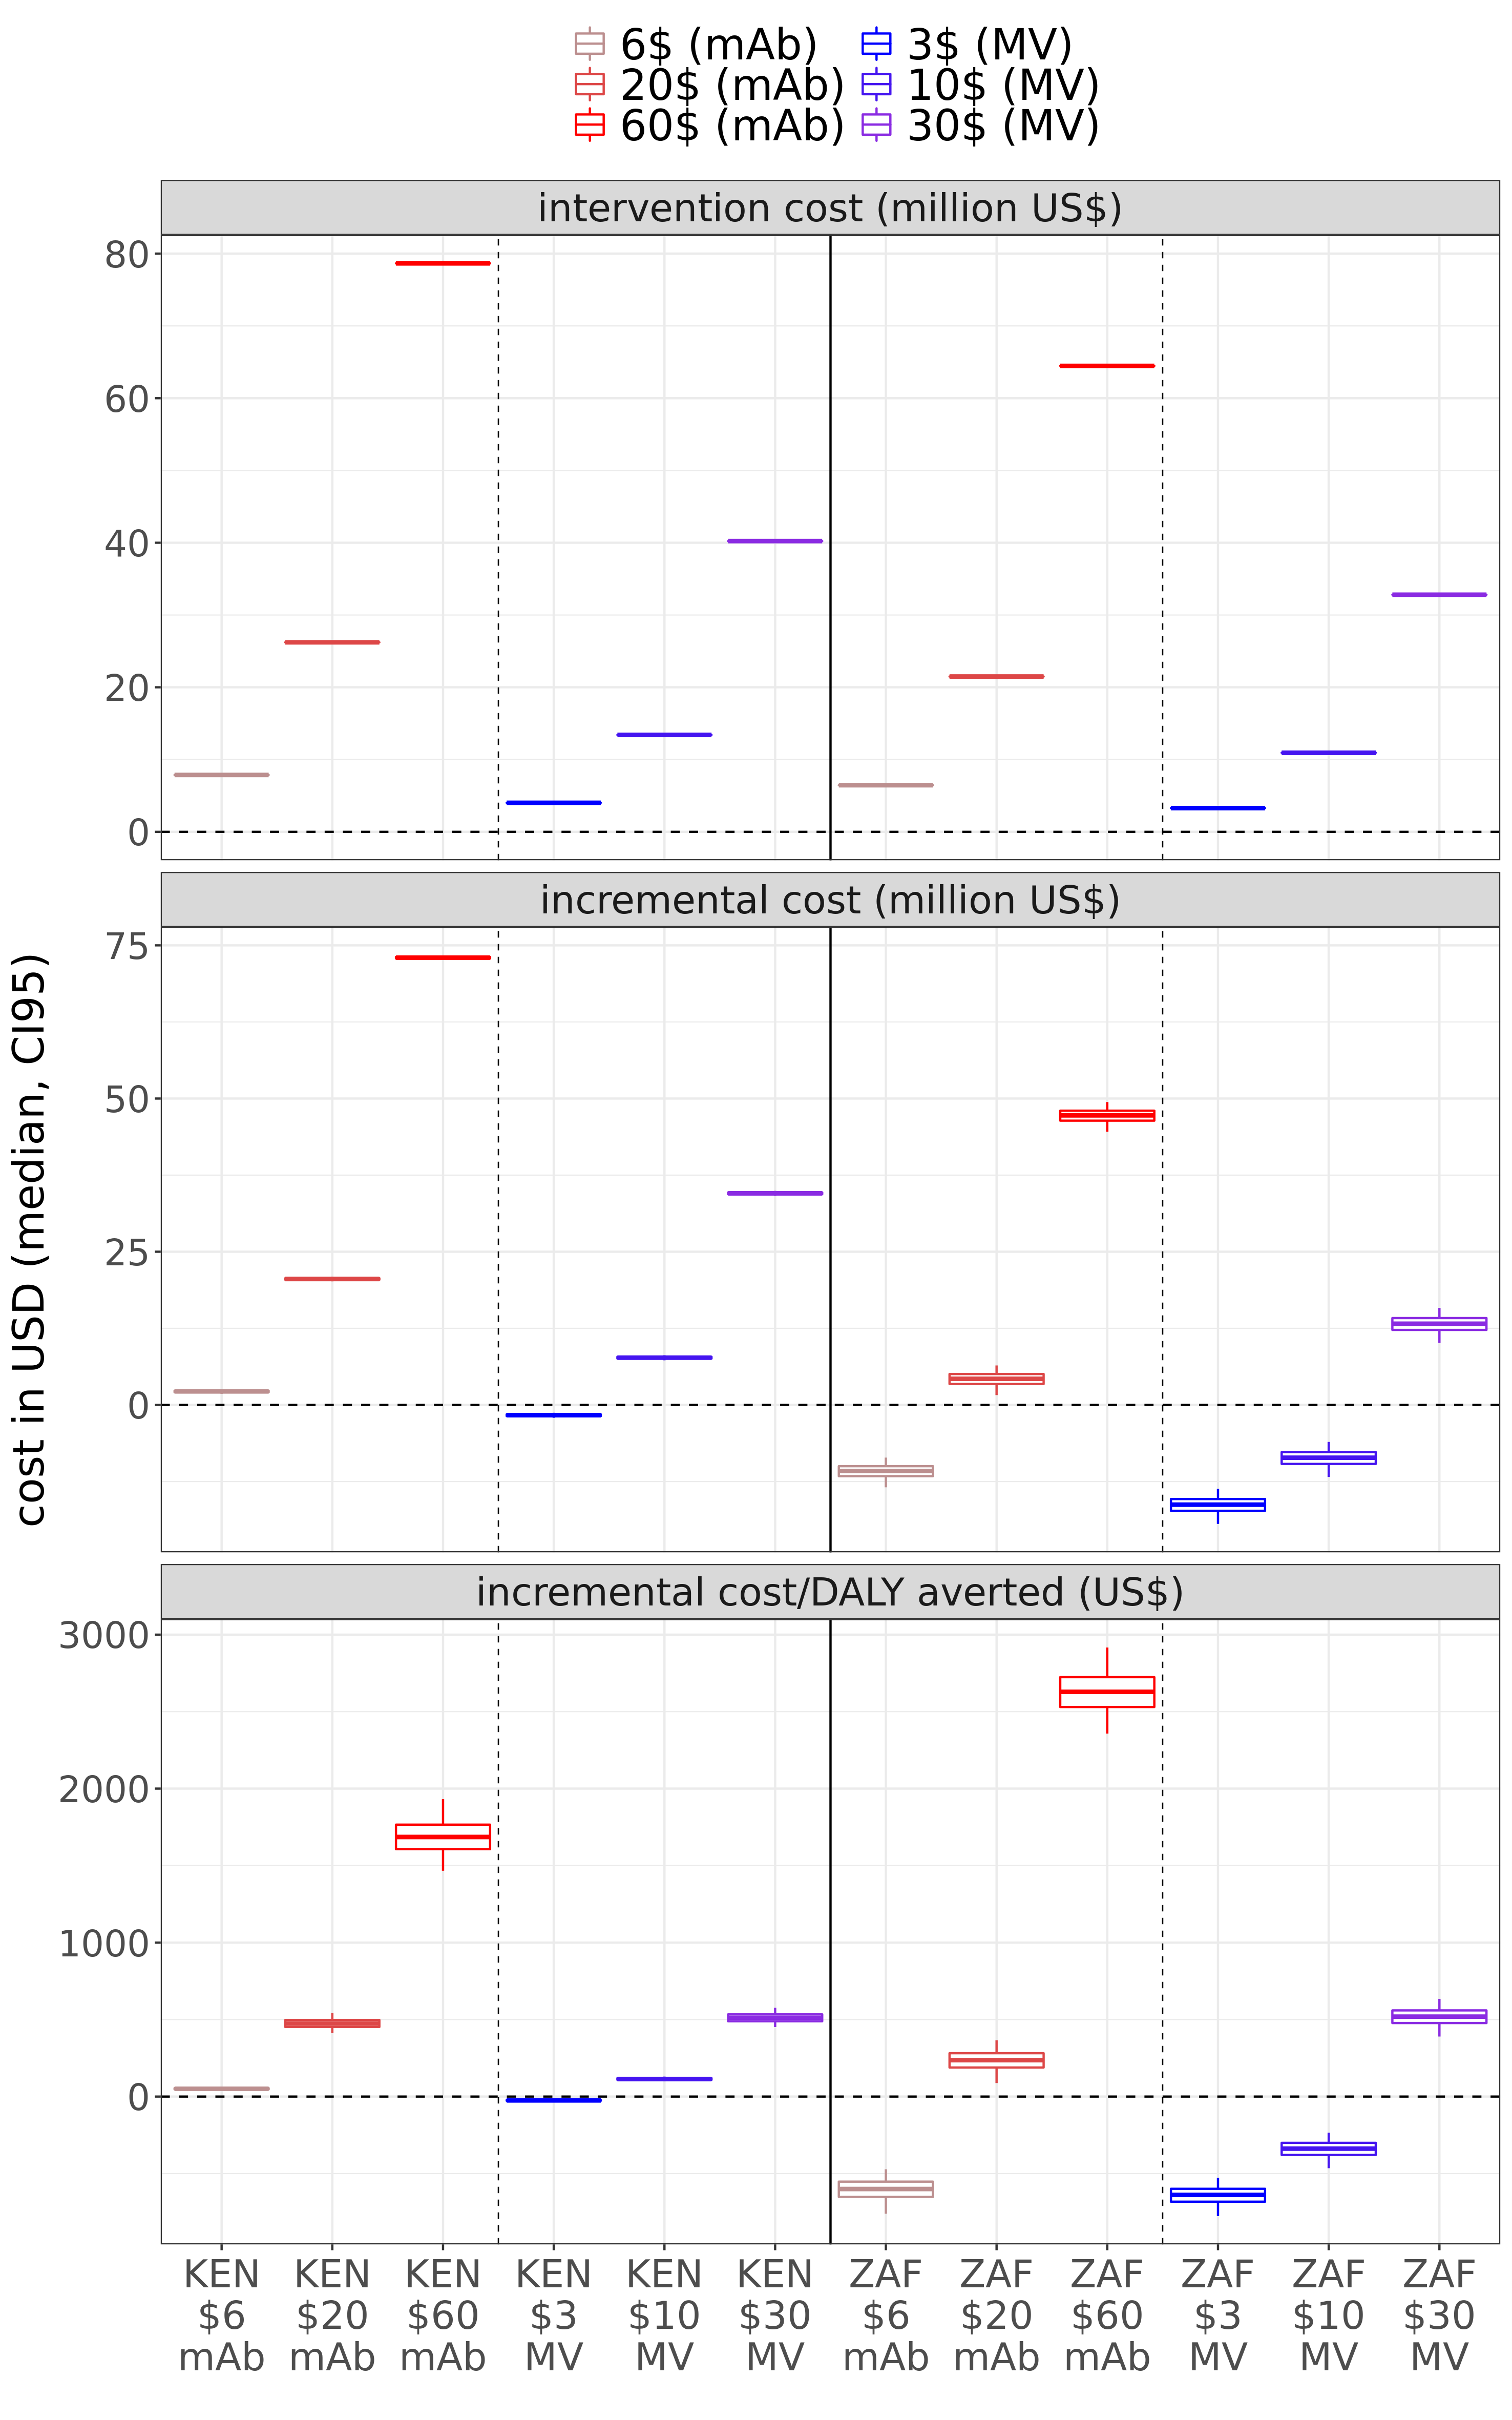 6$ (mAb) 3$ (MV)
20$ (mAb) 10$ (MV)
60$ (mAb) 30$ (MV)
intervention cost (million US$)
80
60
40
20
0
incremental cost (million US$)
75
50
25
0
cost in USD (median, CI95)
incremental cost/DALY averted (US$)
3000
2000
1000
0
KEN KEN KEN KEN KEN KEN ZAF ZAF ZAF ZAF ZAF ZAF
$6 $20 $60 $3 $10 $30 $6 $20 $60 $3 $10 $30
mAb mAb mAb MV MV MV mAb mAb mAb MV MV MV